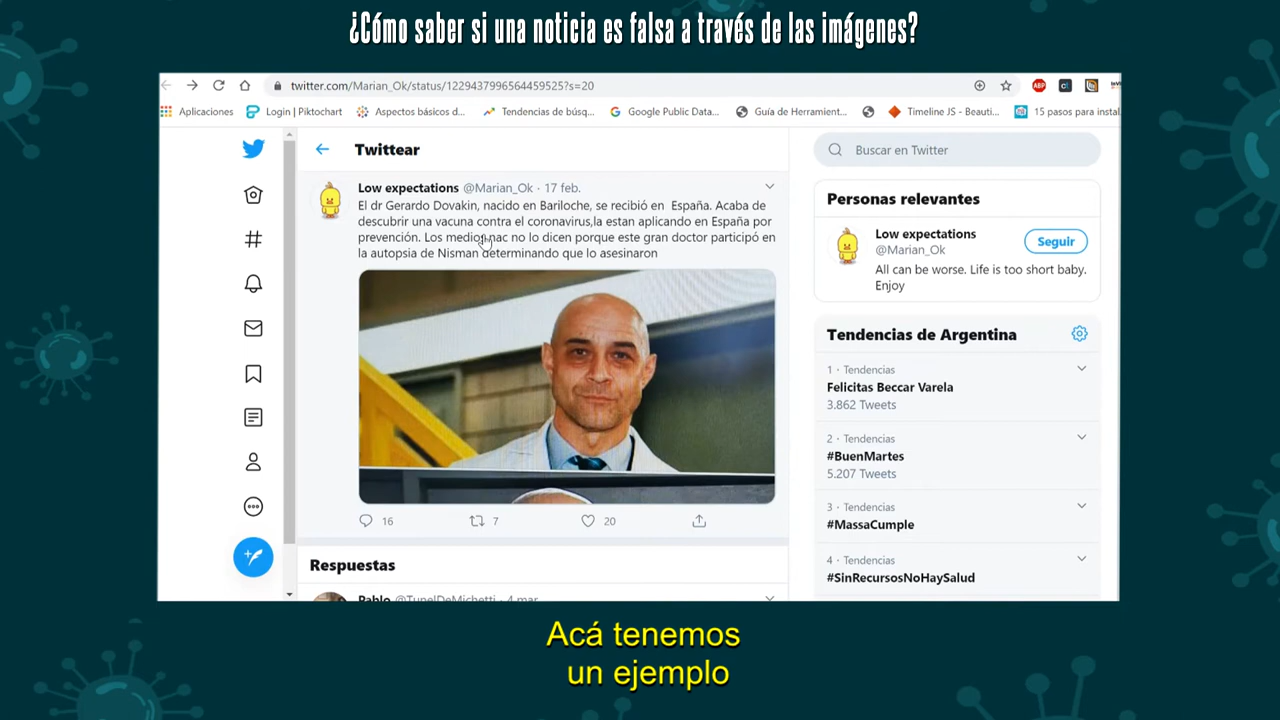 ¿Cómo saber si una noticia es falsa a través de las imágenes?
twitter.com/Marian_Ok/status/1229437996564459525?s=20
ABP
Aplicaciones
Login | Piktochart
Aspectos básicos d...
Tendencias de búsq...
Google Public Data...
Guía de Herramient...
Timeline JS - Beauti...
15 pasos para instal
Twittear
Low expectations @Marian_Ok · 17 feb.
El dr Gerardo Dovakin, nacido en Bariloche, se recibió en España. Acaba de
descubrir una vacuna contra el coronavirus,la estan aplicando en España por
prevención. Los medios nac no lo dicen porque este gran doctor participó en
la autopsia de Nisman determinando que lo asesinaron
16
7
20
Respuestas
Pablo @TunelDeMichetti · 4 mar.
Buscar en Twitter
Personas relevantes
Low expectations
@Marian_Ok
Seguir
All can be worse. Life is too short baby.
Enjoy
Tendencias de Argentina
1 · Tendencias
Felicitas Beccar Varela
3.862 Tweets
2 · Tendencias
#BuenMartes
5.207 Tweets
3 · Tendencias
#MassaCumple
4 · Tendencias
#SinRecursosNoHaySalud
Acá tenemos
un ejemplo